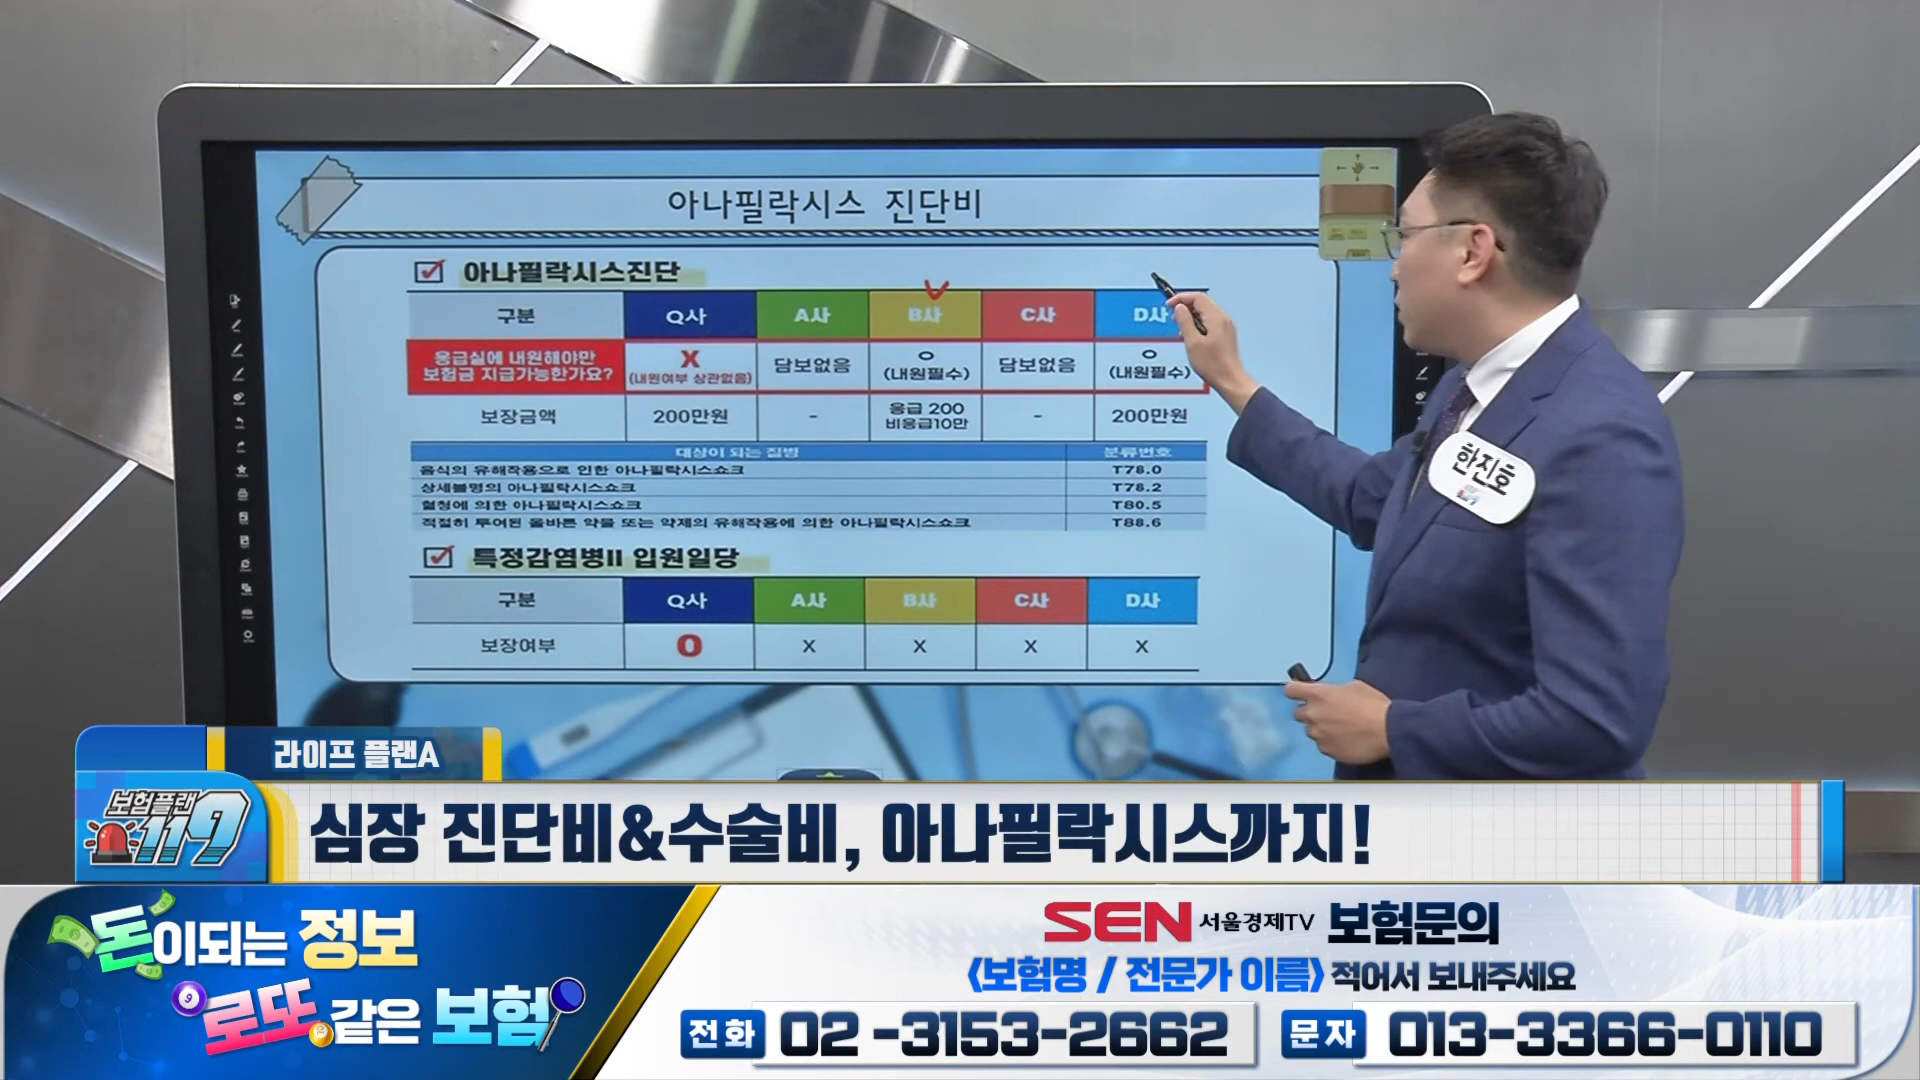 아나필락시스 진단비
아나필락시스진단
구분 Q사 A사 B사 C사 D사
응급실에 내원해야만
보험금 지급가능한가요?
X
(내원여부 상관없음)
담보없음
O
(내원필수)
담보없음
O
(내원필수)
보장금액 200만원 - 응급 200
비응급10만
- 200만원
대상이 되는 질병 분류번호
음식의 유해작용으로 인한 아나필락시스쇼크 T78.0
상세불명의 아나필락시스쇼크 T78.2
혈청에 의한 아나필락시스쇼크 T80.5
적절히 투여된 올바른 약물 또는 약제의 유해작용에 의한 아나필락시스쇼크 T88.6
특정감염병II 입원일당
구분 Q사 A사 B사 C사 D사
보장여부 O X X X X
한진호
라이프 플랜A
보험플랜
119
심장 진단비&수술비, 아나필락시스까지!
돈이되는 정보
로또같은 보험
SEN 서울경제TV 보험문의
<보험명 / 전문가 이름> 적어서 보내주세요
전화 02-3153-2662 문자 013-3366-0110